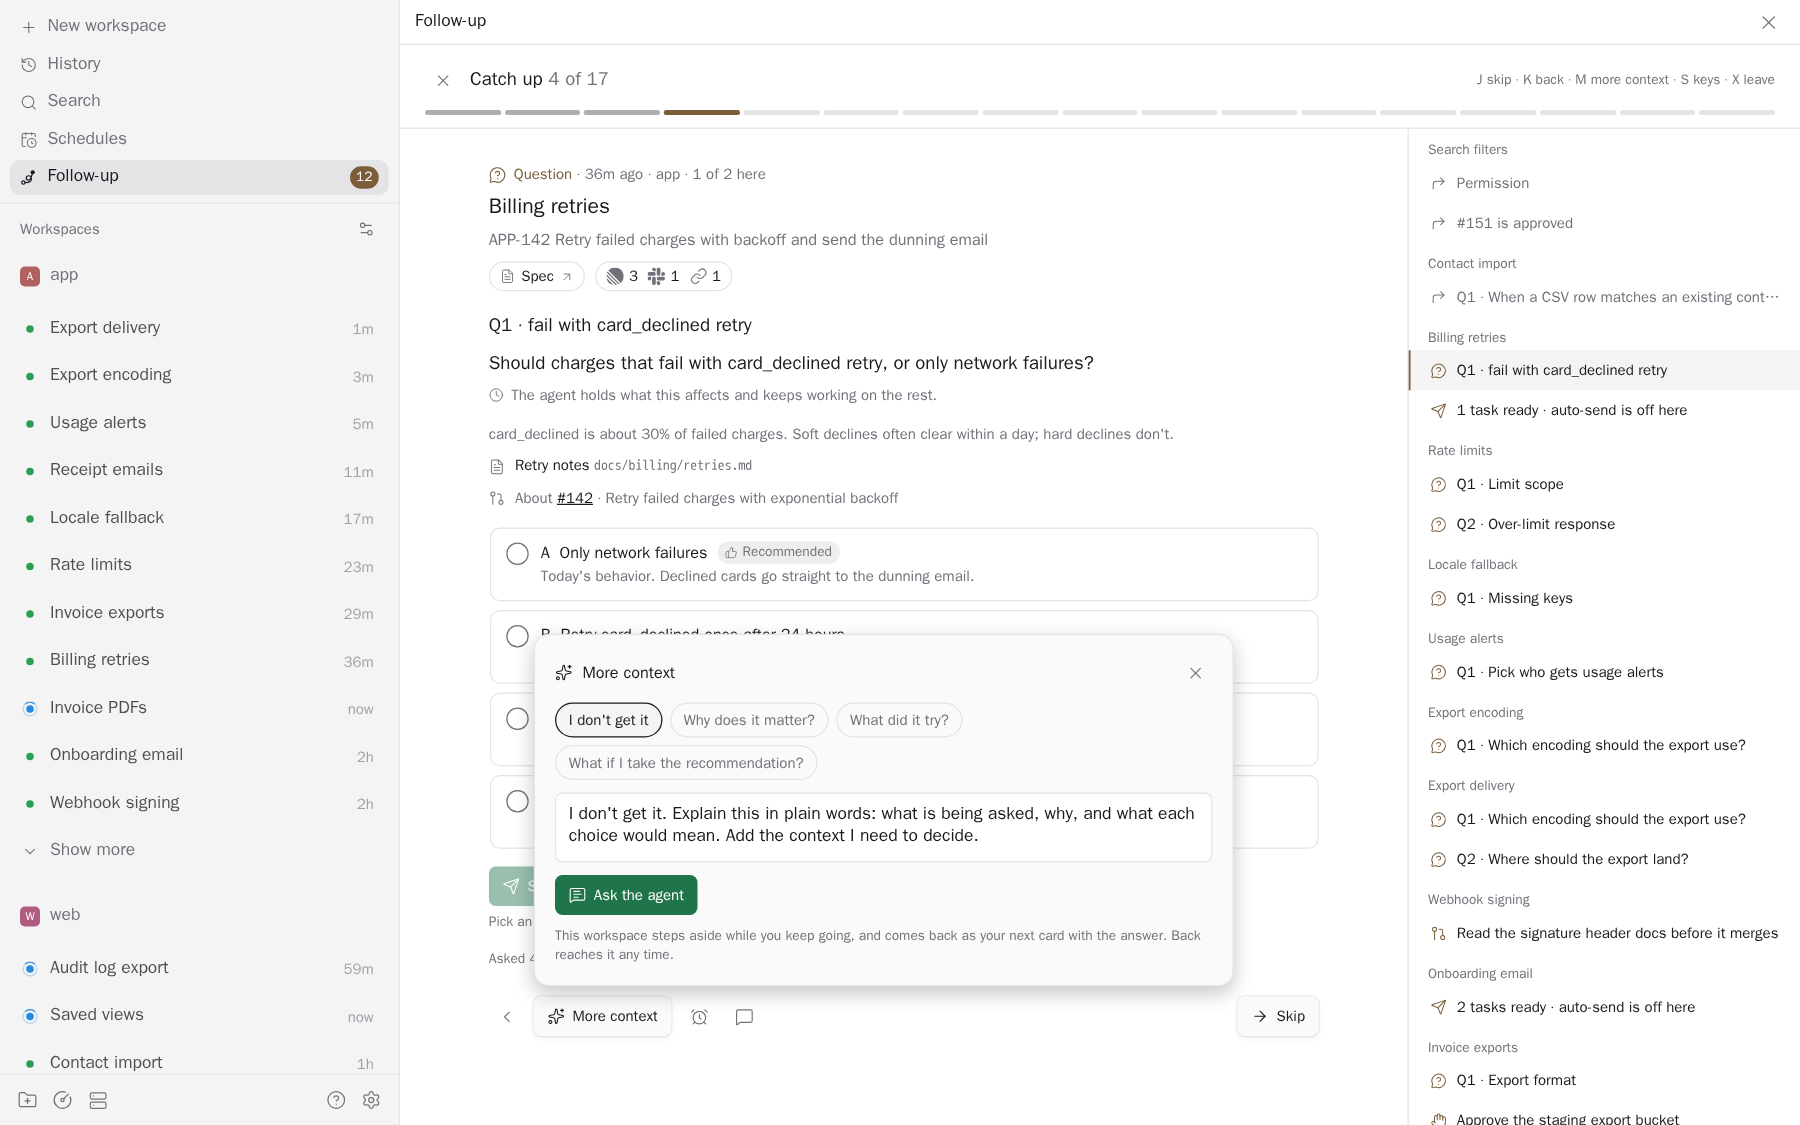 New workspace
History
Search
Schedules
Follow-up 12
Workspaces
A app
Export delivery 1m
Export encoding 3m
Usage alerts 5m
Receipt emails 11m
Locale fallback 17m
Rate limits 23m
Invoice exports 29m
Billing retries 36m
Invoice PDFs now
Onboarding email 2h
Webhook signing 2h
Show more
W web
Audit log export 59m
Saved views now
Contact import 1h
Follow-up
Catch up 4 of 17
J skip · K back · M more context · S keys · X leave
Question · 36m ago · app · 1 of 2 here
Billing retries
APP-142 Retry failed charges with backoff and send the dunning email
Spec 3 1 1
Q1 · fail with card_declined retry
Should charges that fail with card_declined retry, or only network failures?
The agent holds what this affects and keeps working on the rest.
card_declined is about 30% of failed charges. Soft declines often clear within a day; hard declines don't.
Retry notes docs/billing/retries.md
About #142 · Retry failed charges with exponential backoff
A Only network failures Recommended
Today's behavior. Declined cards go straight to the dunning email.
B Retry card_declined once after 24 hours
More context
I don't get it Why does it matter? What did it try?
What if I take the recommendation?
I don't get it. Explain this in plain words: what is being asked, why, and what each
choice would mean. Add the context I need to decide.
Ask the agent
This workspace steps aside while you keep going, and comes back as your next card with the answer. Back
reaches it any time.
Pick an
Asked
More context
Skip
Search filters
Permission
#151 is approved
Contact import
Q1 · When a CSV row matches an existing cont···
Billing retries
Q1 · fail with card_declined retry
1 task ready · auto-send is off here
Rate limits
Q1 · Limit scope
Q2 · Over-limit response
Locale fallback
Q1 · Missing keys
Usage alerts
Q1 · Pick who gets usage alerts
Export encoding
Q1 · Which encoding should the export use?
Export delivery
Q1 · Which encoding should the export use?
Q2 · Where should the export land?
Webhook signing
Read the signature header docs before it merges
Onboarding email
2 tasks ready · auto-send is off here
Invoice exports
Q1 · Export format
Approve the staging export bucket